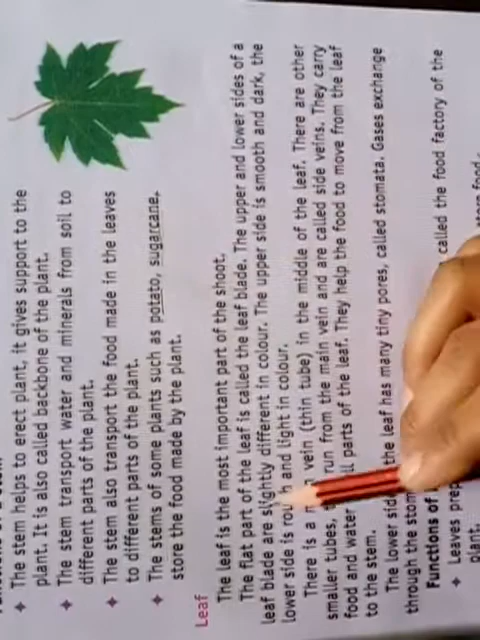 ✦ The stem helps to erect plant, it gives support to the
plant. It is also called backbone of the plant.
✦ The stem transport water and minerals from soil to
different parts of the plant.
✦ The stem also transport the food made in the leaves
to different parts of the plant.
✦ The stems of some plants such as potato, sugarcane,
store the food made by the plant.
Leaf
The leaf is the most important part of the shoot.
The flat part of the leaf is called the leaf blade. The upper and lower sides of a
leaf blade are slightly different in colour. The upper side is smooth and dark, the
lower side is and light in colour.
There is a vein (thin tube) in the middle of the leaf. There are other
smaller tubes, run from the main vein and are called side veins. They carry
food and water parts of the leaf. They help the food to move from the leaf
to the stem.
The lower the leaf has many tiny pores, called stomata. Gases exchange
through the
Functions of
✦ Leaves called the food factory of the
plant.
food